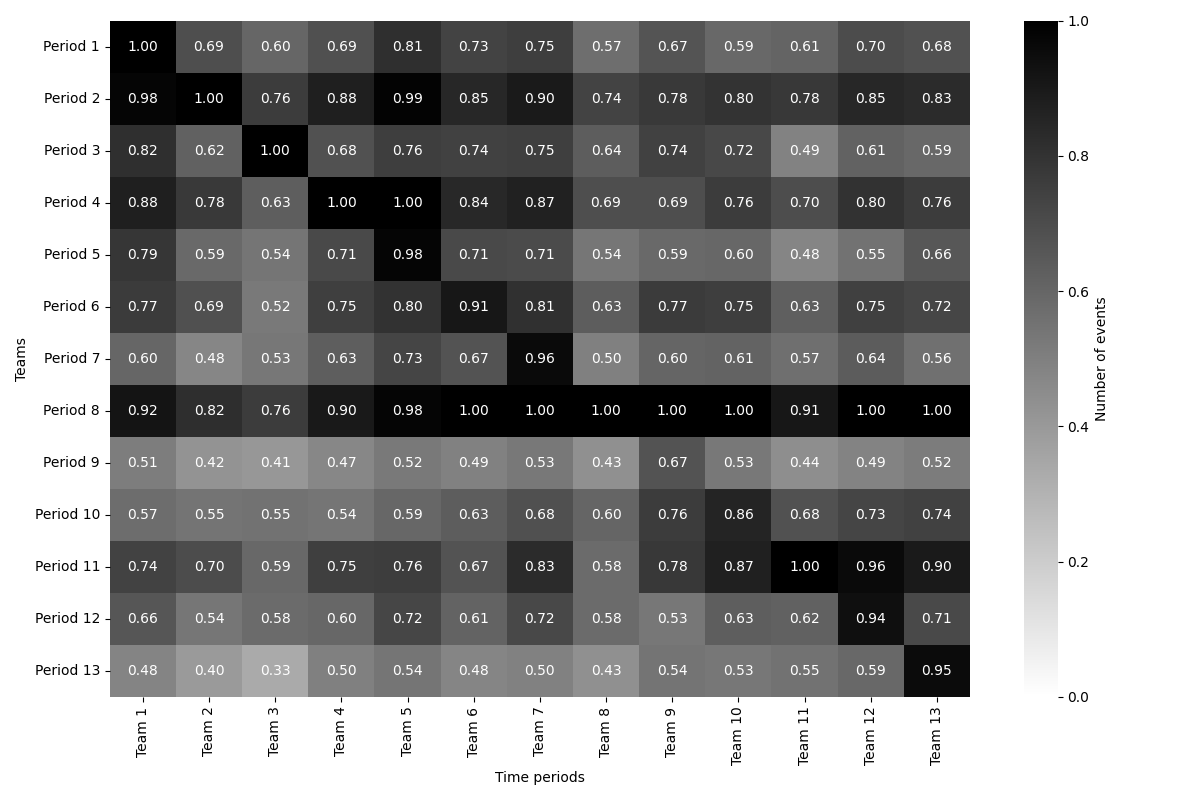 Period 1 1.00 0.69 0.60 0.69 0.81 0.73 0.75 0.57 0.67 0.59 0.61 0.70 0.68
Period 2 0.98 1.00 0.76 0.88 0.99 0.85 0.90 0.74 0.78 0.80 0.78 0.85 0.83
Period 3 0.82 0.62 1.00 0.68 0.76 0.74 0.75 0.64 0.74 0.72 0.49 0.61 0.59
Period 4 0.88 0.78 0.63 1.00 1.00 0.84 0.87 0.69 0.69 0.76 0.70 0.80 0.76
Period 5 0.79 0.59 0.54 0.71 0.98 0.71 0.71 0.54 0.59 0.60 0.48 0.55 0.66
Period 6 0.77 0.69 0.52 0.75 0.80 0.91 0.81 0.63 0.77 0.75 0.63 0.75 0.72
Period 7 0.60 0.48 0.53 0.63 0.73 0.67 0.96 0.50 0.60 0.61 0.57 0.64 0.56
Period 8 0.92 0.82 0.76 0.90 0.98 1.00 1.00 1.00 1.00 1.00 0.91 1.00 1.00
Period 9 0.51 0.42 0.41 0.47 0.52 0.49 0.53 0.43 0.67 0.53 0.44 0.49 0.52
Period 10 0.57 0.55 0.55 0.54 0.59 0.63 0.68 0.60 0.76 0.86 0.68 0.73 0.74
Period 11 0.74 0.70 0.59 0.75 0.76 0.67 0.83 0.58 0.78 0.87 1.00 0.96 0.90
Period 12 0.66 0.54 0.58 0.60 0.72 0.61 0.72 0.58 0.53 0.63 0.62 0.94 0.71
Period 13 0.48 0.40 0.33 0.50 0.54 0.48 0.50 0.43 0.54 0.53 0.55 0.59 0.95
Teams
Team 1 Team 2 Team 3 Team 4 Team 5 Team 6 Team 7 Team 8 Team 9 Team 10 Team 11 Team 12 Team 13
Time periods
1.0
0.8
0.6
0.4
0.2
0.0
Number of events